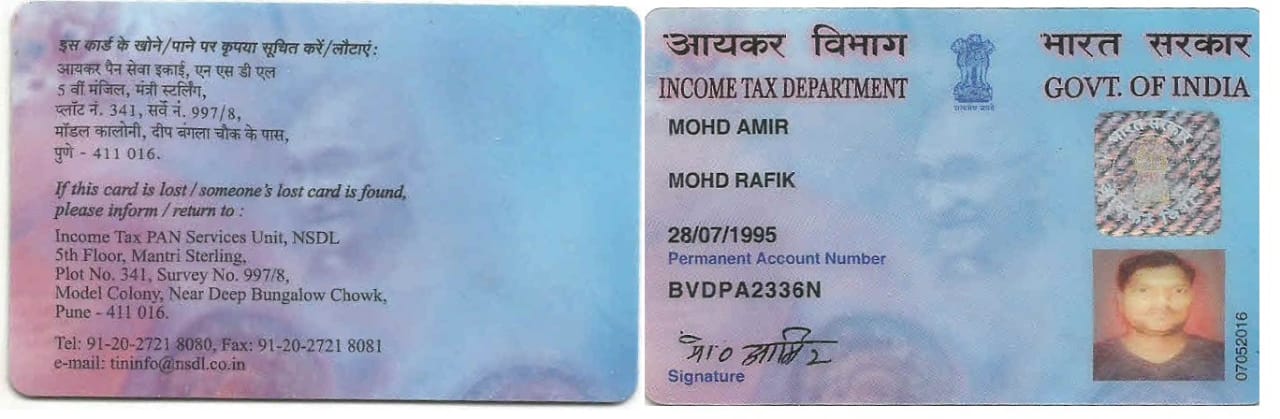 इस कार्ड के खोने/पाने पर कृपया सूचित करें/लौटाएं:
आयकर पैन सेवा इकाई, एन एस डी एल
5 वीं मंजिल, मंत्री स्टर्लिंग,
प्लॉट नं. 341, सर्वे नं. 997/8,
मॉडल कालोनी, दीप बंगला चौक के पास,
पुणे - 411 016.
If this card is lost / someone's lost card is found,
please inform / return to :
Income Tax PAN Services Unit, NSDL
5th Floor, Mantri Sterling,
Plot No. 341, Survey No. 997/8,
Model Colony, Near Deep Bungalow Chowk,
Pune - 411 016.
Tel: 91-20-2721 8080, Fax: 91-20-2721 8081
e-mail: tininfo@nsdl.co.in
आयकर विभाग
INCOME TAX DEPARTMENT
सत्यमेव जयते
भारत सरकार
GOVT. OF INDIA
MOHD AMIR
MOHD RAFIK
28/07/1995
Permanent Account Number
BVDPA2336N
मो० आमिर
Signature
भारत सरकार
07052016